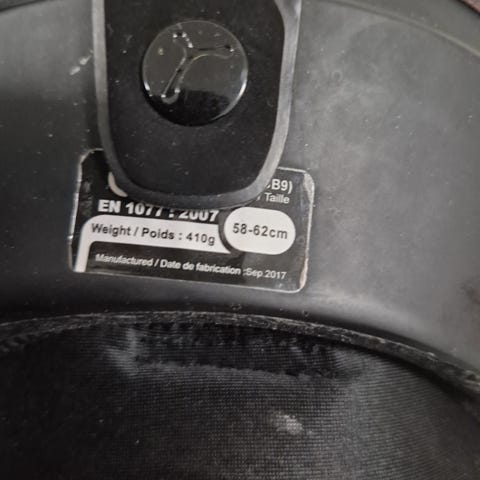 B9)
Taille
EN 1077 : 2007
58-62cm
Weight / Poids : 410g
Manufactured / Date de fabrication :Sep.2017